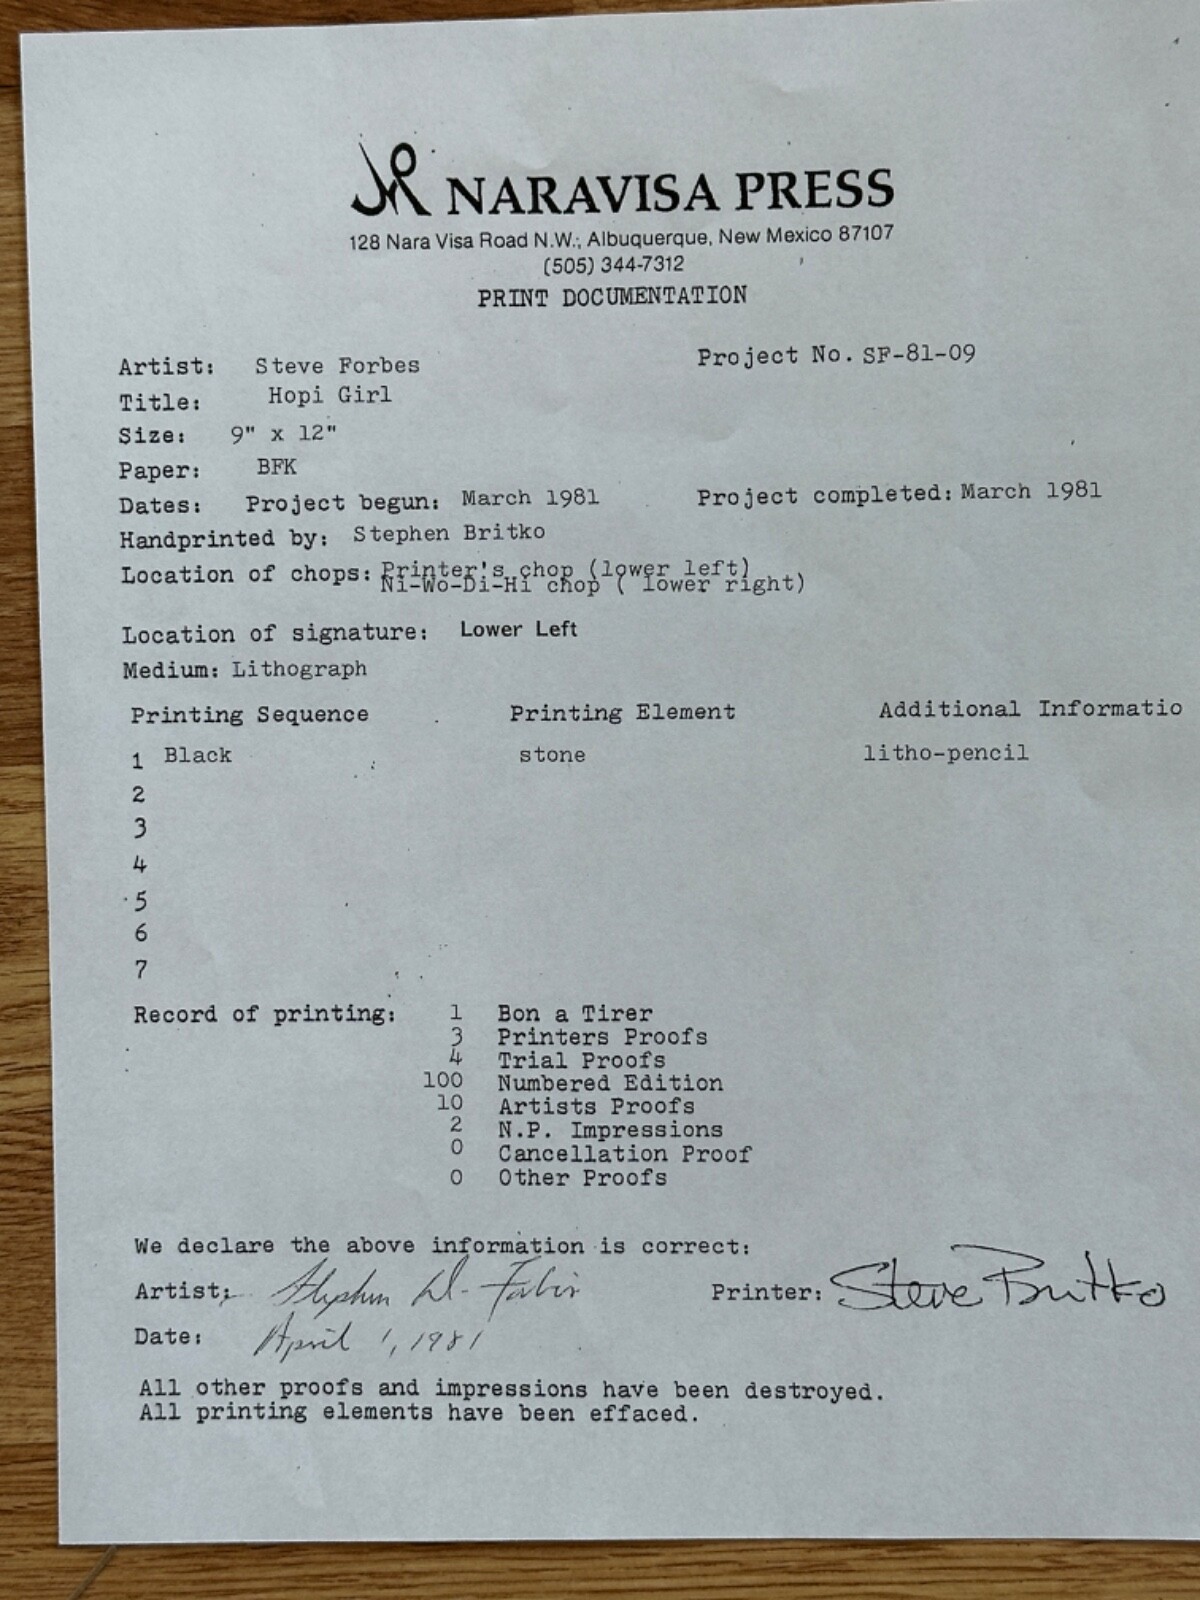 NARAVISA PRESS
128 Nara Visa Road N.W., Albuquerque, New Mexico 87107
(505) 344-7312
PRINT DOCUMENTATION
Artist: Steve Forbes Project No. SF-81-09
Title: Hopi Girl
Size: 9" x 12"
Paper: BFK
Dates: Project begun: March 1981 Project completed: March 1981
Handprinted by: Stephen Britko
Location of chops: Printer's chop (lower left)
Ni-Wo-Di-Hi chop ( lower right)
Location of signature: Lower Left
Medium: Lithograph
Printing Sequence Printing Element Additional Informatio
1 Black stone litho-pencil
2
3
4
5
6
7
Record of printing: 1 Bon a Tirer
3 Printers Proofs
4 Trial Proofs
100 Numbered Edition
10 Artists Proofs
2 N.P. Impressions
0 Cancellation Proof
0 Other Proofs
We declare the above information is correct:
Artist: Stephen W. Printer: Steve Britko
Date: April 1, 1981
All other proofs and impressions have been destroyed.
All printing elements have been effaced.